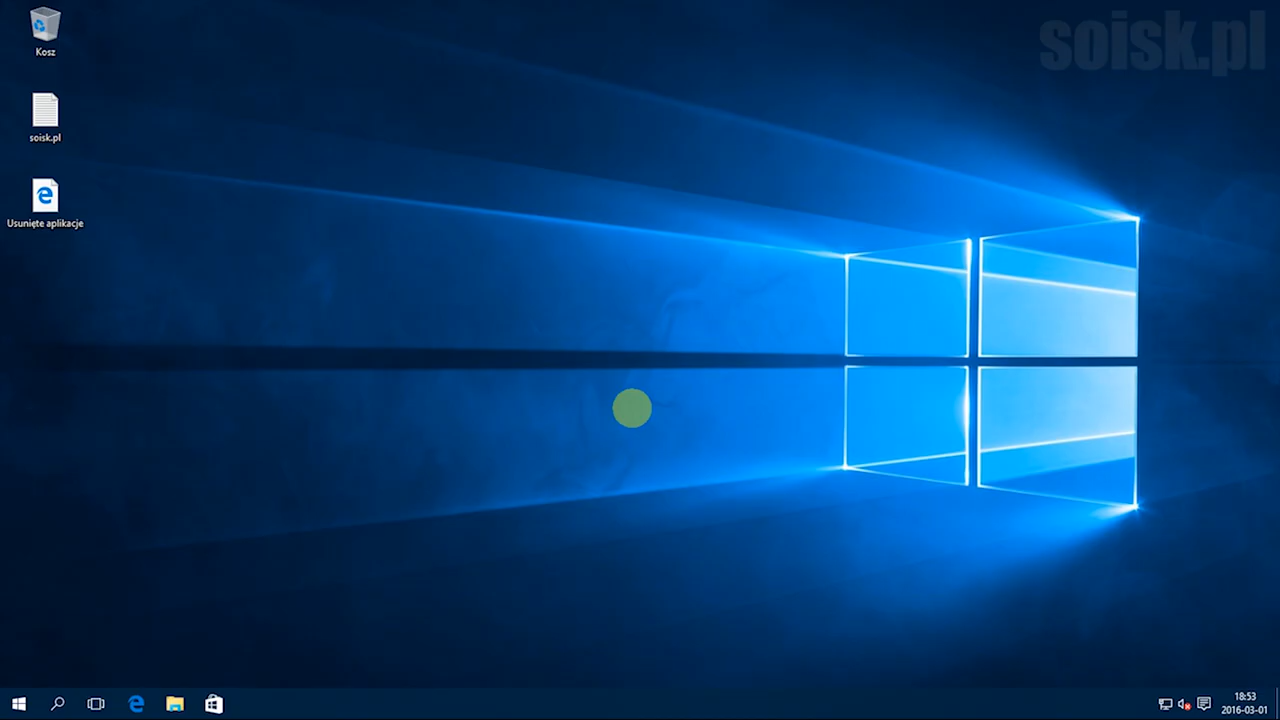 soisk.pl
Kosz
soisk.pl
Usunięte aplikacje
18:53
2016-03-01